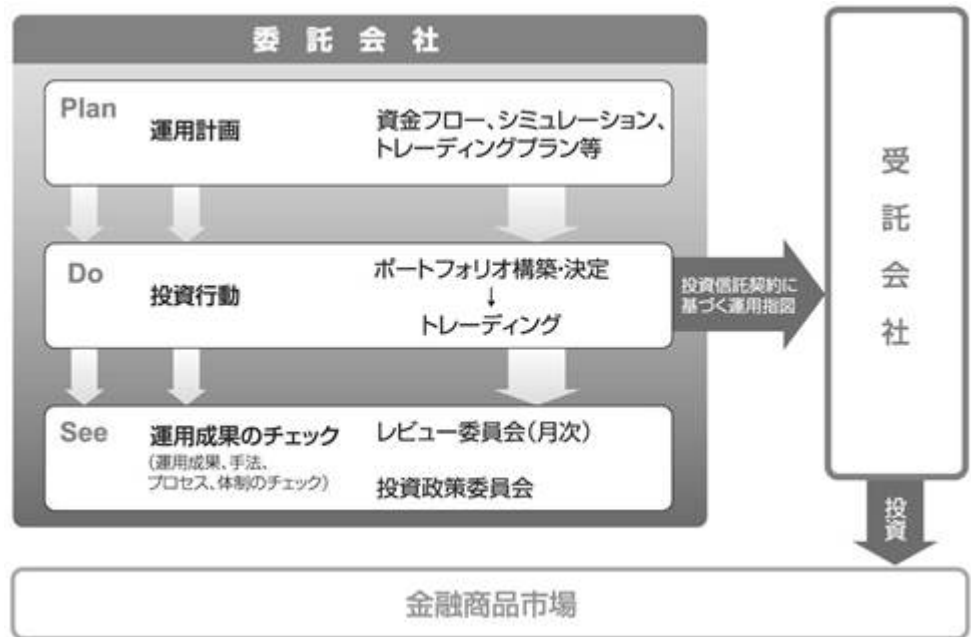 委託会社
Plan
運用計画
資金フロー、シミュレーション、
トレーディングプラン等
Do
投資行動
ポートフォリオ構築・決定
↓
トレーディング
投資信託契約に
基づく運用指図
See
運用成果のチェック
(運用成果、手法、
プロセス、体制のチェック)
レビュー委員会(月次)
投資政策委員会
受託会社
投資
金融商品市場